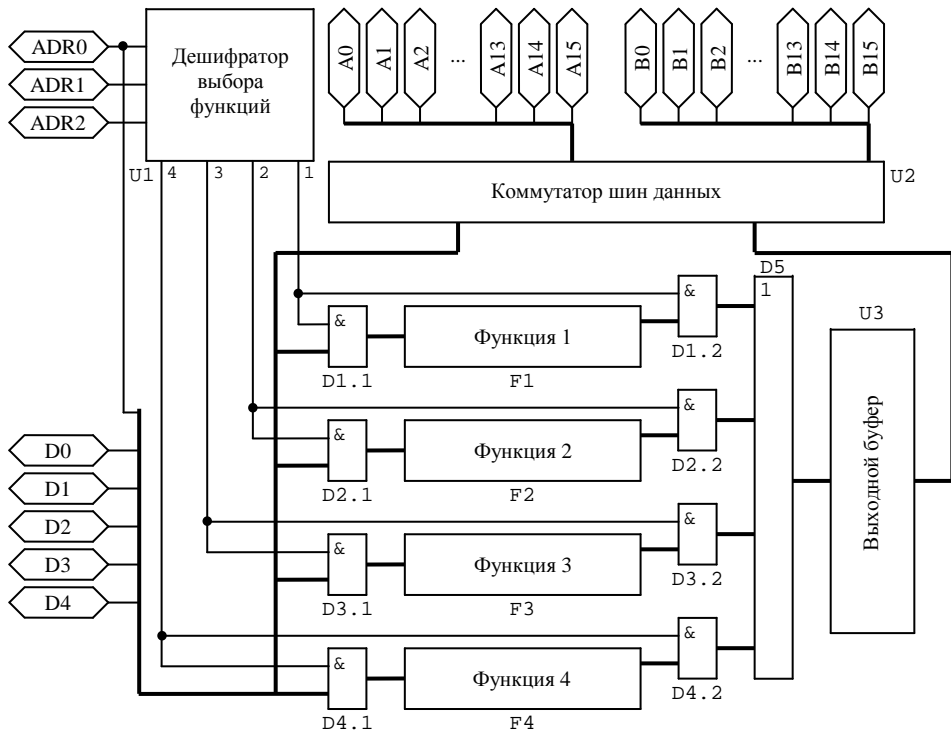 ADR0
ADR1
ADR2
Дешифратор
выбора
функций
A0
A1
A2
...
A13
A14
A15
B0
B1
B2
...
B13
B14
B15
U1
4
3
2
1
Коммутатор шин данных
U2
&
D1.1
Функция 1
F1
&
D1.2
D5
1
U3
Выходной буфер
&
D2.1
Функция 2
F2
&
D2.2
D0
D1
D2
D3
D4
&
D3.1
Функция 3
F3
&
D3.2
&
D4.1
Функция 4
F4
&
D4.2